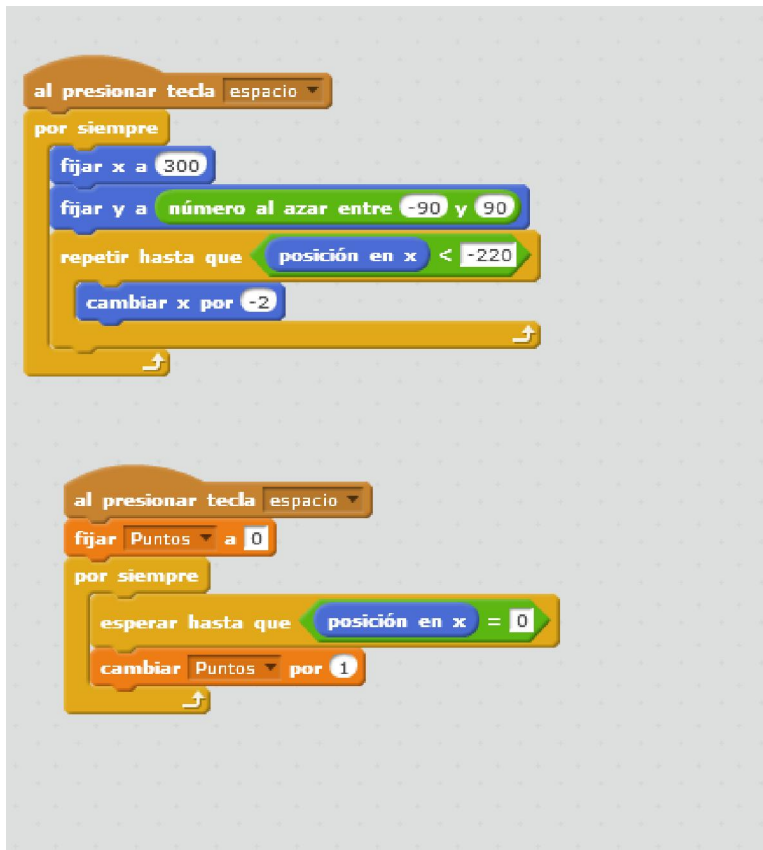 al presionar tecla espacio
por siempre
fijar x a 300
fijar y a número al azar entre -90 y 90
repetir hasta que posición en x < -220
cambiar x por -2
al presionar tecla espacio
fijar Puntos a 0
por siempre
esperar hasta que posición en x = 0
cambiar Puntos por 1